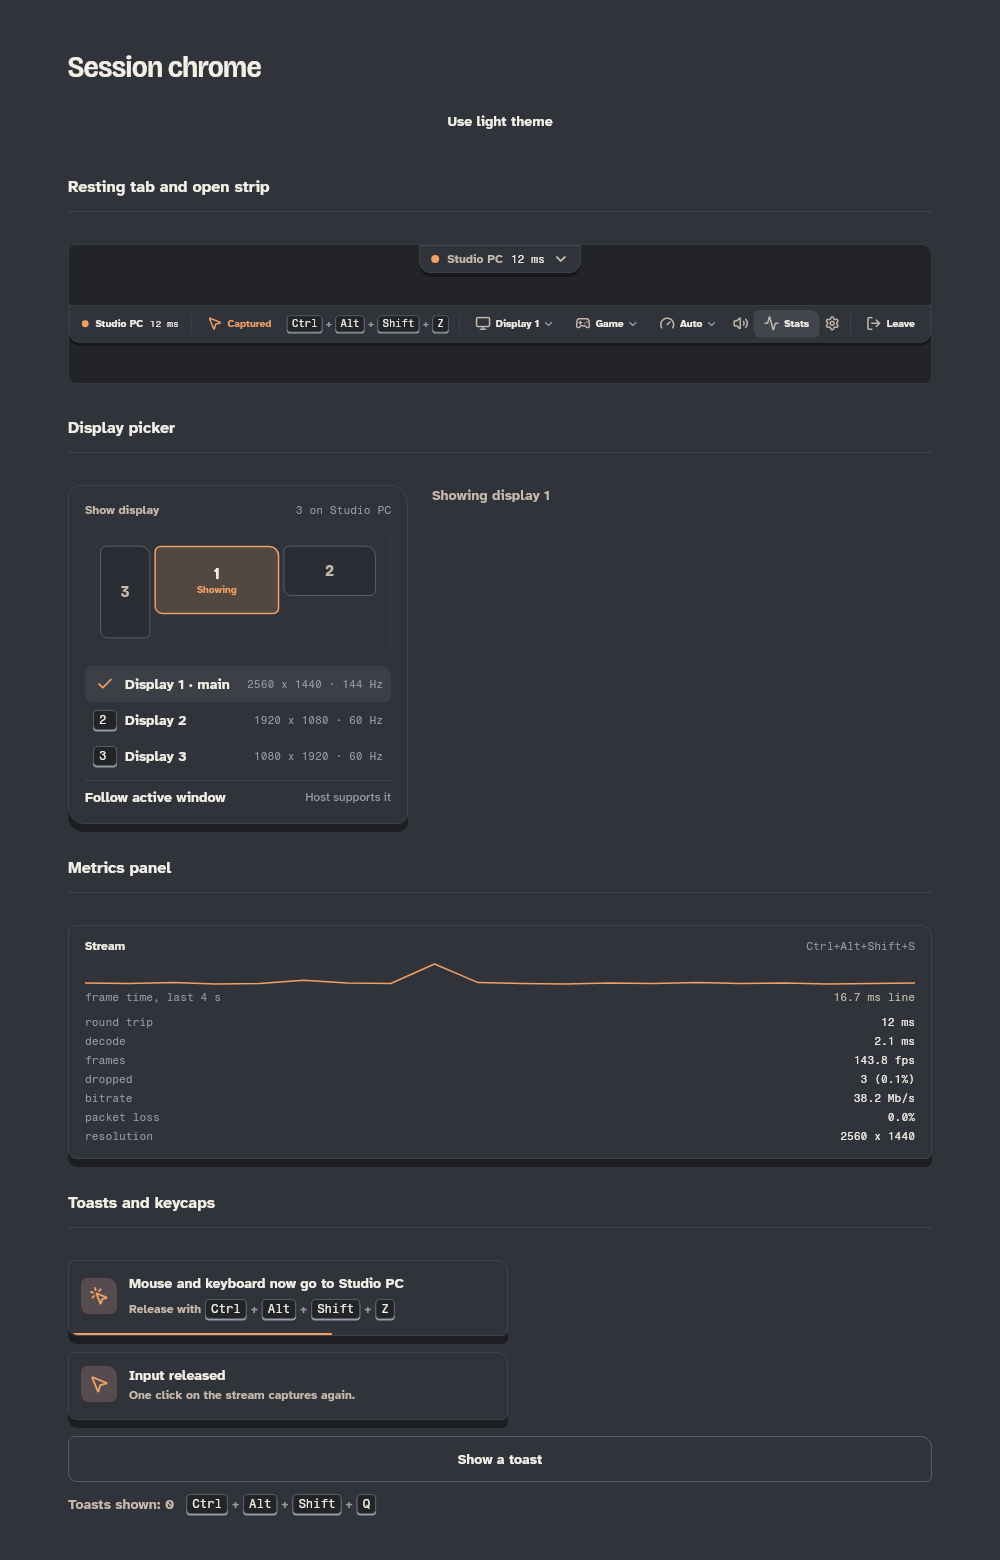 Session chrome
Use light theme
Resting tab and open strip
Studio PC 12 ms
Studio PC 12 ms Captured Ctrl + Alt + Shift + Z Display 1 Game Auto Stats Leave
Display picker
Show display 3 on Studio PC
Showing display 1
3
1
Showing
2
Display 1 · main 2560 x 1440 · 144 Hz
2 Display 2 1920 x 1080 · 60 Hz
3 Display 3 1080 x 1920 · 60 Hz
Follow active window Host supports it
Metrics panel
Stream Ctrl+Alt+Shift+S
frame time, last 4 s 16.7 ms line
round trip 12 ms
decode 2.1 ms
frames 143.8 fps
dropped 3 (0.1%)
bitrate 38.2 Mb/s
packet loss 0.0%
resolution 2560 x 1440
Toasts and keycaps
Mouse and keyboard now go to Studio PC
Release with Ctrl + Alt + Shift + Z
Input released
One click on the stream captures again.
Show a toast
Toasts shown: 0 Ctrl + Alt + Shift + Q